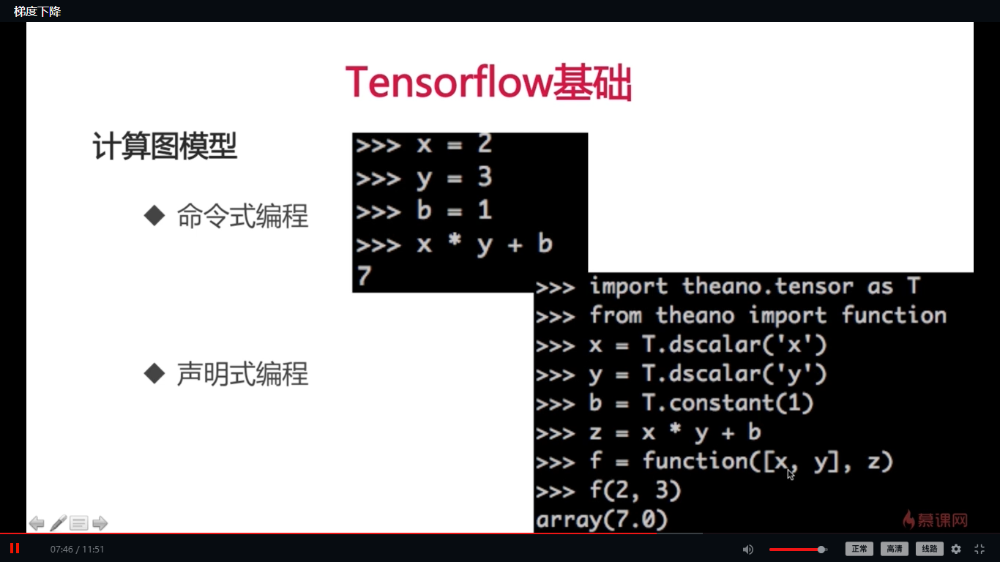 梯度下降
Tensorflow基础
计算图模型
◆ 命令式编程
>>> x = 2
>>> y = 3
>>> b = 1
>>> x * y + b
7
◆ 声明式编程
>>> import theano.tensor as T
>>> from theano import function
>>> x = T.dscalar('x')
>>> y = T.dscalar('y')
>>> b = T.constant(1)
>>> z = x * y + b
>>> f = function([x, y], z)
>>> f(2, 3)
array(7.0)
慕课网
07:46 / 11:51
正常
高清
线路